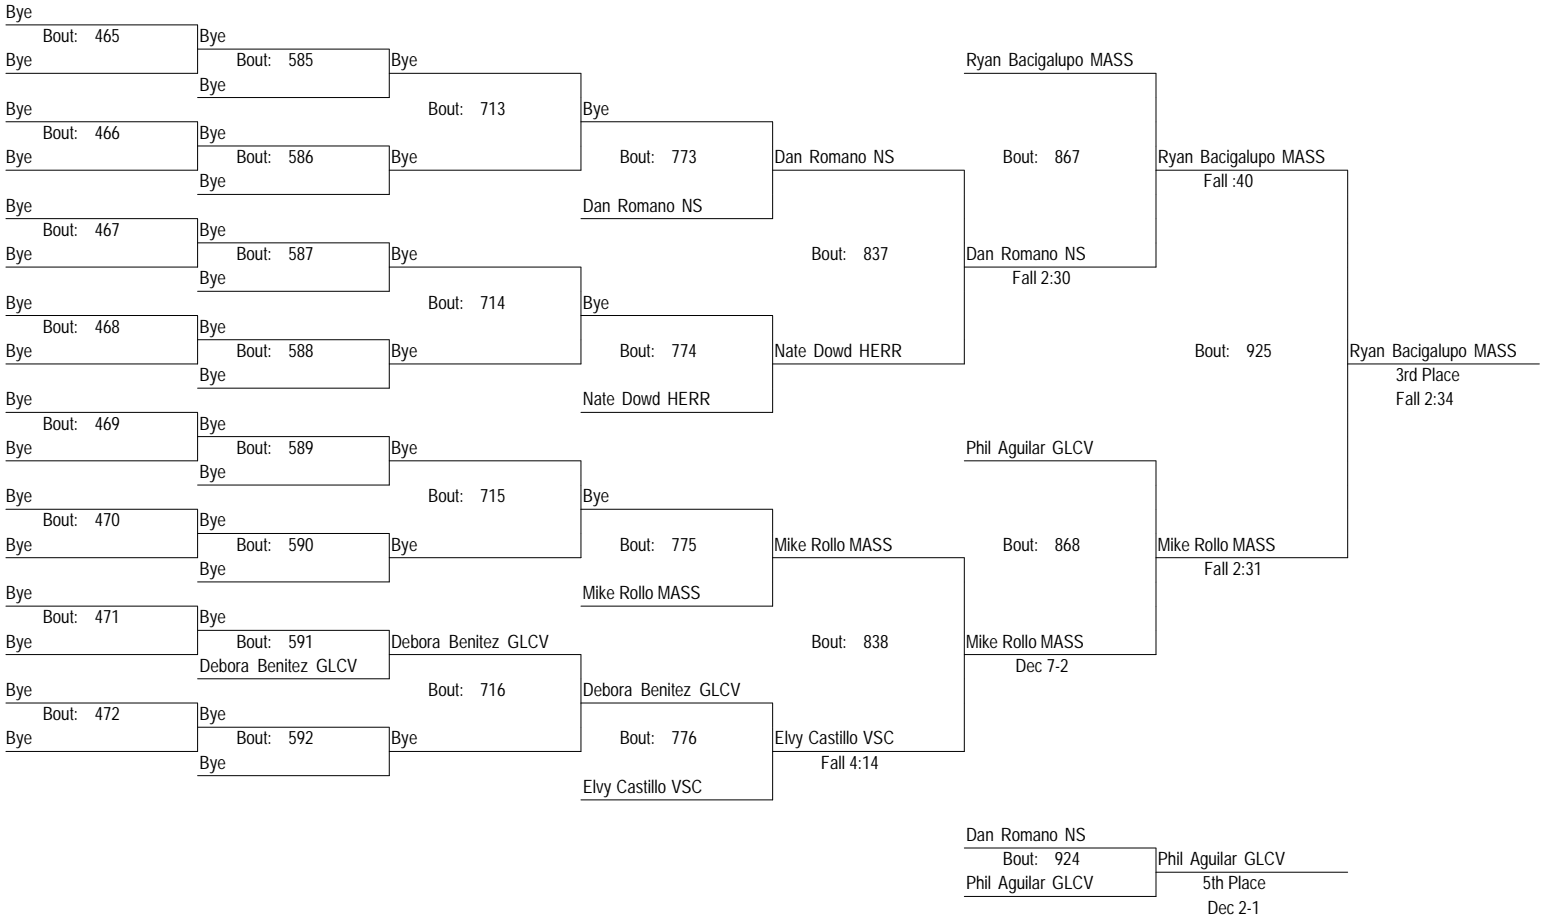 Bye
Bout: 465
Bye
Bye
Bout: 585
Bye
Bye
Bout: 466
Bye
Bye
Bout: 586
Bye
Bye
Bout: 713
Bye
Bye
Bout: 467
Bye
Bye
Bout: 587
Bye
Bye
Bout: 468
Bye
Bye
Bout: 588
Bye
Bye
Bout: 714
Bye
Bye
Bout: 469
Bye
Bye
Bout: 589
Bye
Bye
Bout: 470
Bye
Bye
Bout: 590
Bye
Bye
Bout: 715
Bye
Bye
Bout: 471
Bye
Bye
Bout: 591
Debora Benitez GLCV
Bye
Bout: 472
Bye
Bye
Bout: 592
Bye
Debora Benitez GLCV
Bout: 716
Bye
Bye
Bout: 773
Dan Romano NS
Bye
Bout: 774
Nate Dowd HERR
Bye
Bout: 775
Mike Rollo MASS
Debora Benitez GLCV
Bout: 776
Elvy Castillo VSC
Dan Romano NS
Bout: 837
Nate Dowd HERR
Mike Rollo MASS
Bout: 838
Elvy Castillo VSC
Fall 4:14
Ryan Bacigalupo MASS
Bout: 867
Dan Romano NS
Fall 2:30
Phil Aguilar GLCV
Bout: 868
Mike Rollo MASS
Dec 7-2
Ryan Bacigalupo MASS
Fall :40
Bout: 925
Mike Rollo MASS
Fall 2:31
Ryan Bacigalupo MASS
3rd Place
Fall 2:34
Dan Romano NS
Bout: 924
Phil Aguilar GLCV
Phil Aguilar GLCV
5th Place
Dec 2-1